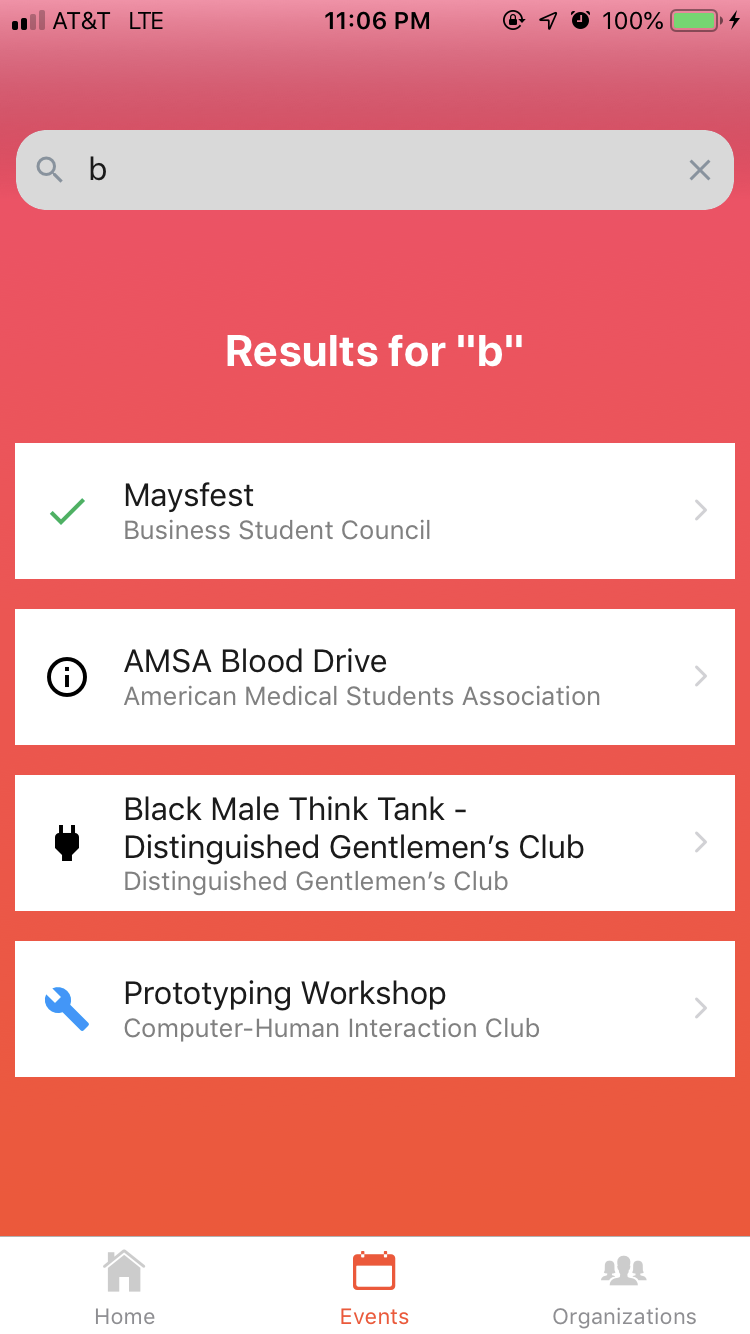 AT&T LTE 11:06 PM 100%
b
Results for "b"
Maysfest
Business Student Council
AMSA Blood Drive
American Medical Students Association
Black Male Think Tank -
Distinguished Gentlemen’s Club
Distinguished Gentlemen’s Club
Prototyping Workshop
Computer-Human Interaction Club
Home Events Organizations